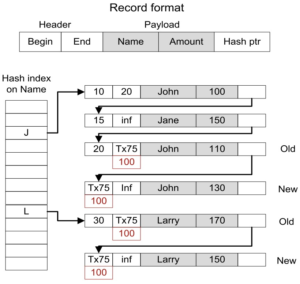 Record format
Header Payload
Begin End Name Amount Hash ptr
Hash index
on Name
10 20 John 100
J
15 inf Jane 150
20 Tx75 John 110 Old
100
Tx75 Inf John 130 New
100
L
30 Tx75 Larry 170 Old
100
Tx75 inf Larry 150 New
100